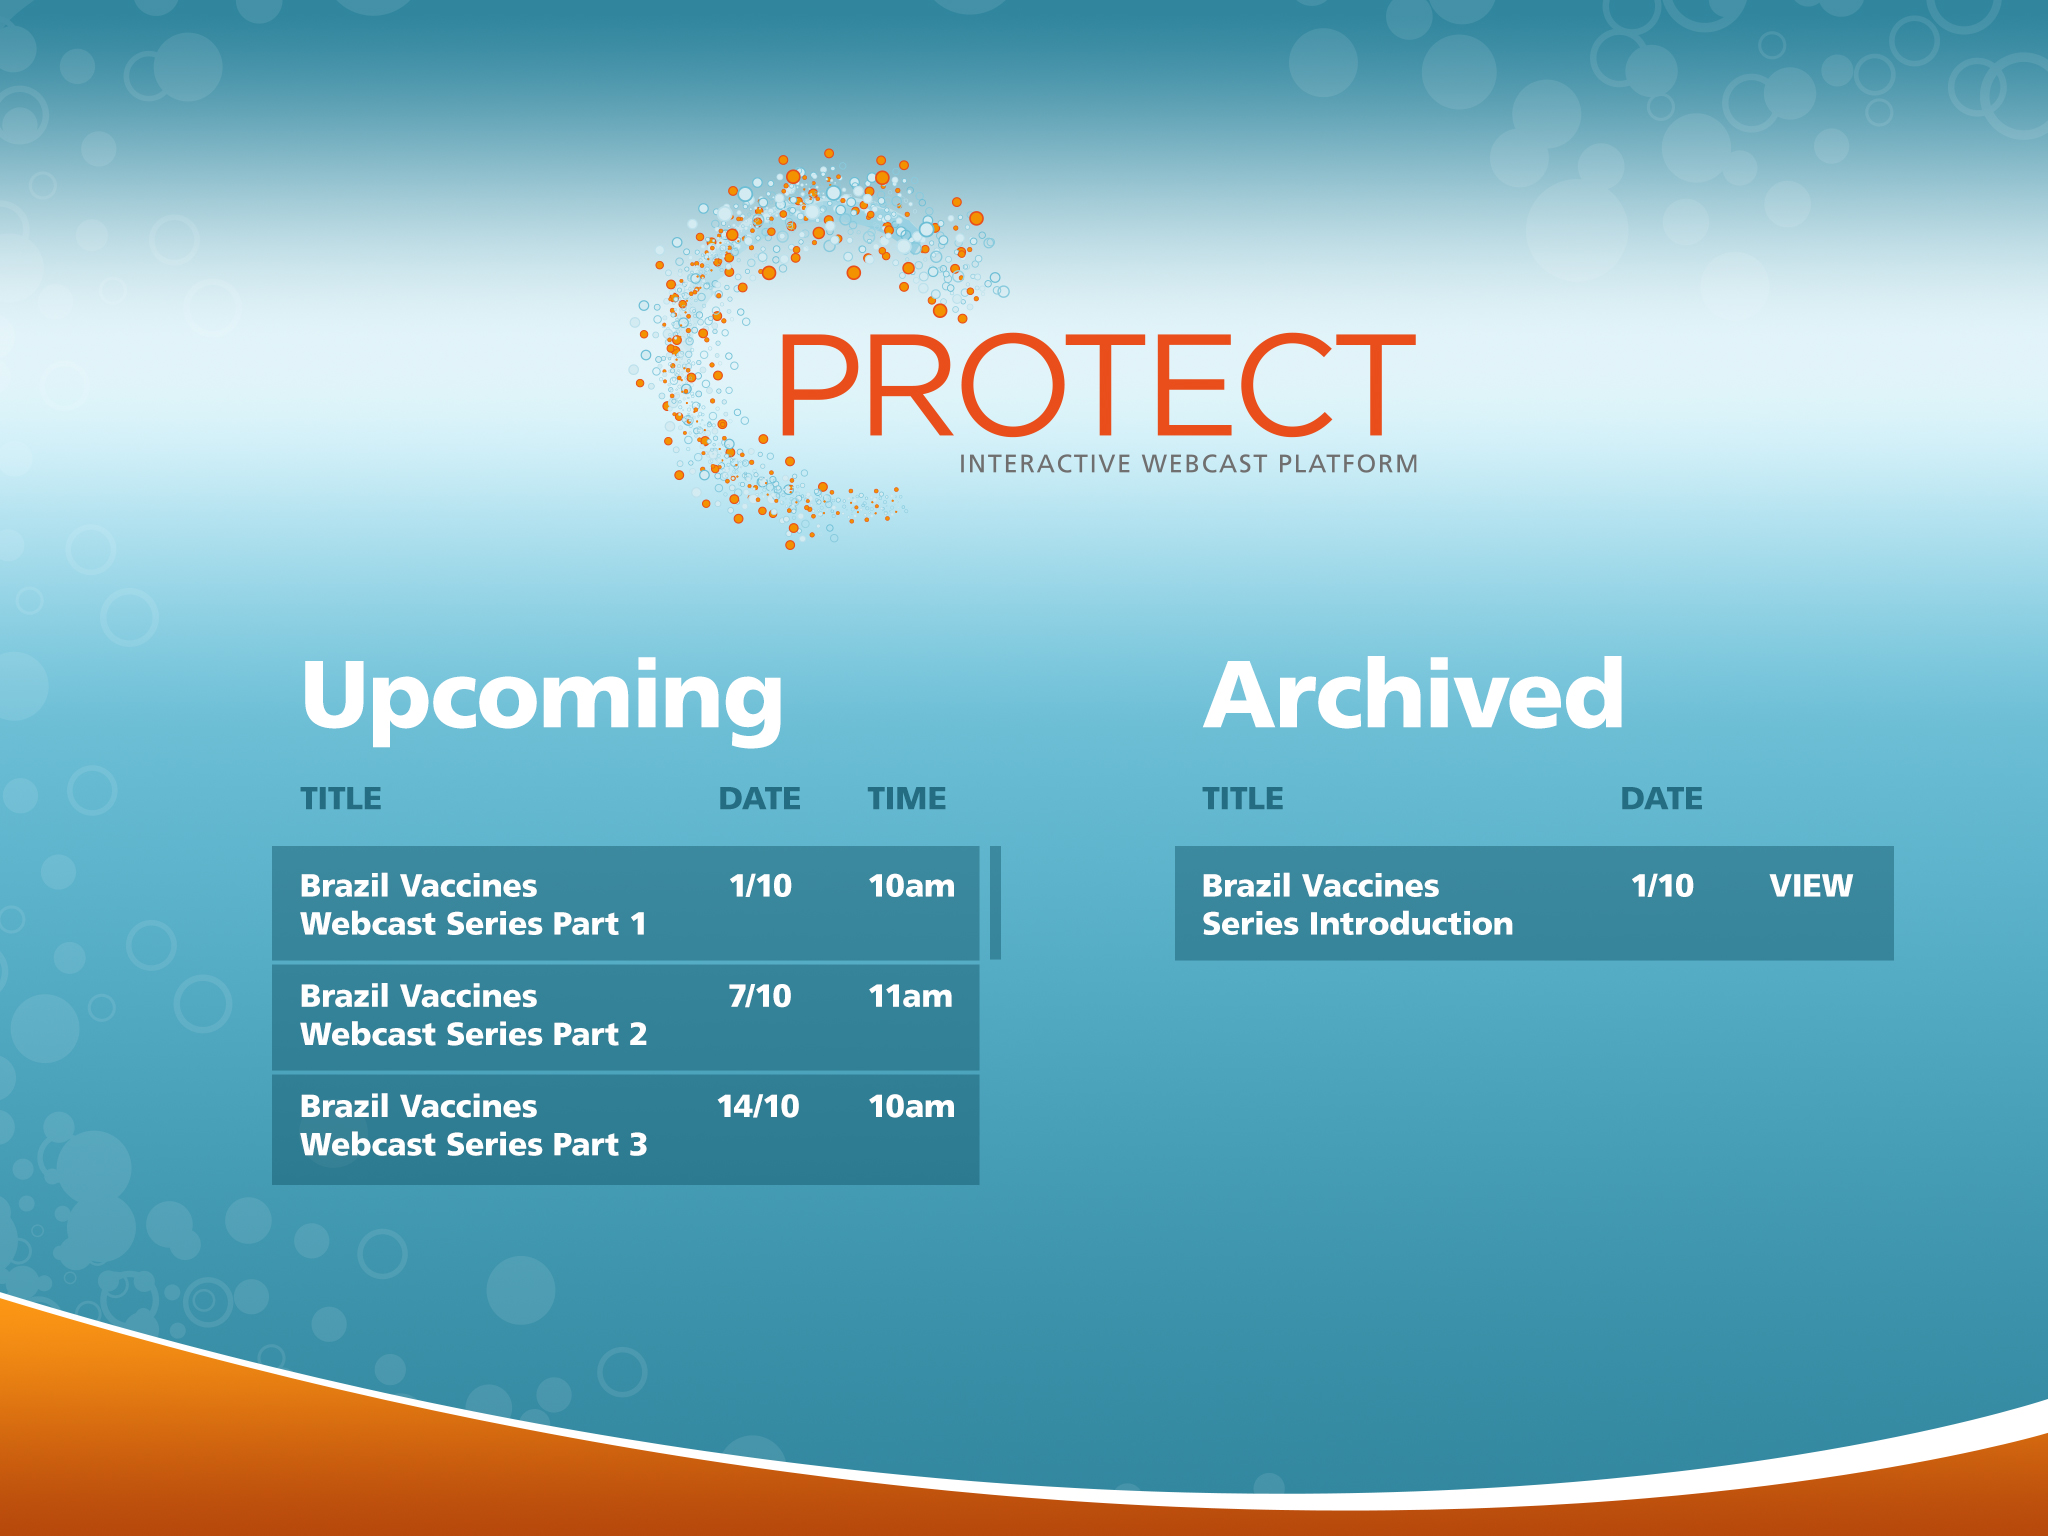 PROTECT
INTERACTIVE WEBCAST PLATFORM
Upcoming
TITLE DATE TIME
Brazil Vaccines 1/10 10am
Webcast Series Part 1
Brazil Vaccines 7/10 11am
Webcast Series Part 2
Brazil Vaccines 14/10 10am
Webcast Series Part 3
Archived
TITLE DATE
Brazil Vaccines 1/10 VIEW
Series Introduction